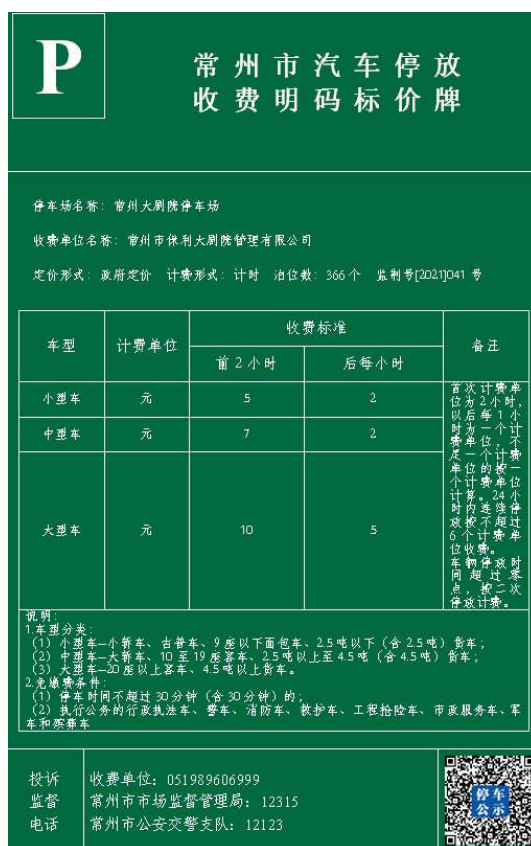 P
常州市汽车停放
收费明码标价牌
停车场名称：常州大剧院停车场
收费单位名称：常州市保利大剧院管理有限公司
定价形式：政府定价 计费形式：计时 泊位数：366个 监制号[2021]041号
车型 计费单位 收费标准 备注
前2小时 后每小时
小型车 元 5 2
中型车 元 7 2
大型车 元 10 5
首次计费单
位为2小时，
以后每1小
时为一个计
费单位，不
足一个计费
单位的按一
个计费单位
计算。24小
时内连续停
放按不超过
6个计费单
位收费。
车辆停放时
间超过零
点，按二次
停放计费。
说明：
1.车型分类：
（1）小型车—小轿车、吉普车、9座以下面包车、2.5吨以下（含2.5吨）货车；
（2）中型车—大轿车、10至19座客车、2.5吨以上至4.5吨（含4.5吨）货车；
（3）大型车—20座以上客车、4.5吨以上货车。
2.免缴费条件：
（1）停车时间不超过30分钟（含30分钟）的；
（2）执行公务的行政执法车、警车、消防车、救护车、工程抢险车、市政服务车、军
车和殡葬车
投诉 收费单位：051989606999
监督 常州市市场监督管理局：12315
电话 常州市公安交警支队：12123
停车
公示